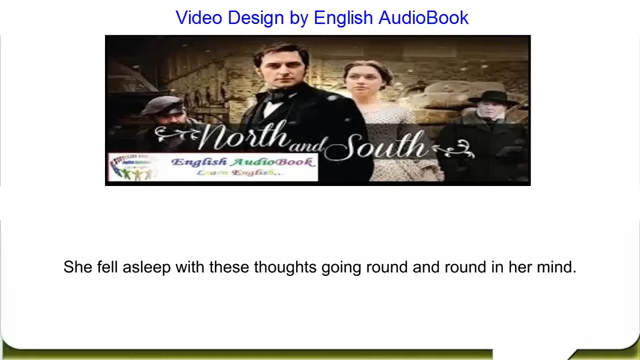 Video Design by English AudioBook
North and South
English AudioBook
Learn English...
She fell asleep with these thoughts going round and round in her mind.